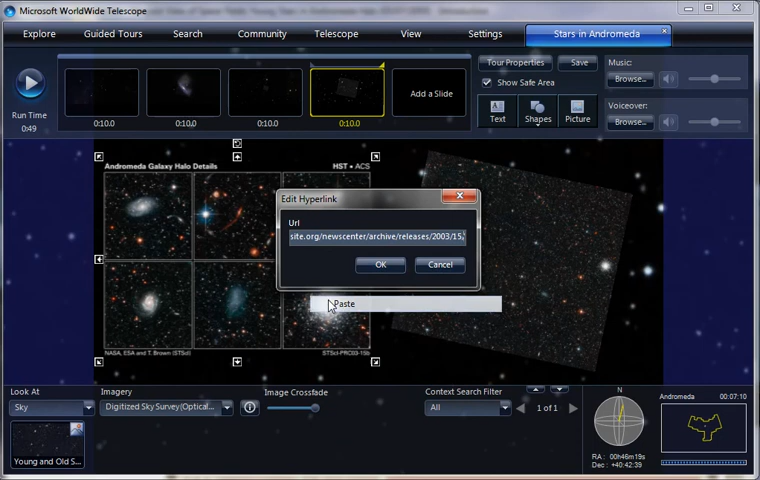 Microsoft WorldWide Telescope
Explore Guided Tours Search Community Telescope View Settings Stars in Andromeda
Run Time
0:49
0:10.0 0:10.0 0:10.0 0:10.0
Add a Slide
Tour Properties Save
Show Safe Area
Text Shapes Picture
Music:
Browse...
Voiceover:
Browse...
Andromeda Galaxy Halo Details HST • ACS
NASA, ESA and T. Brown (STScI) STScI-PRC03-15b
Edit Hyperlink
Url
site.org/newscenter/archive/releases/2003/15,
OK Cancel
Paste
Look At
Sky
Imagery
Digitized Sky Survey(Optical...
Image Crossfade
Context Search Filter
All
1 of 1
Young and Old S...
N
RA : 00h46m19s
Dec : +40:42:39
Andromeda 00:07:10